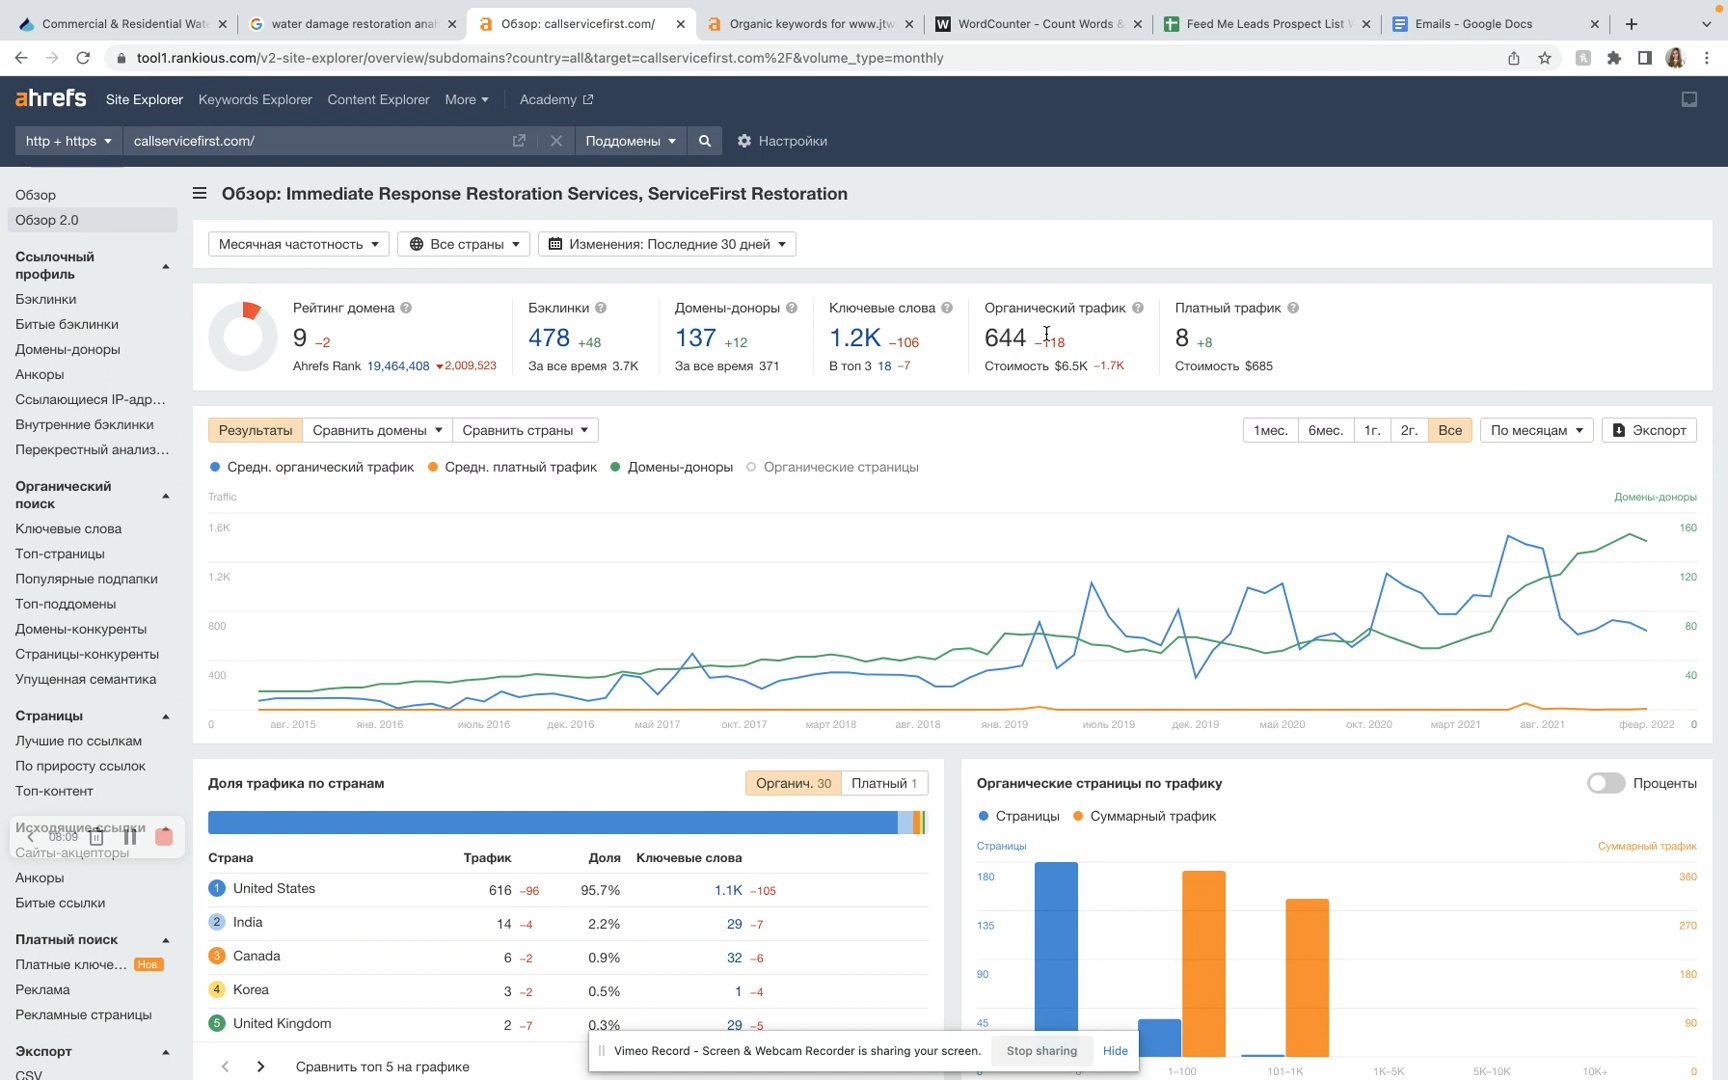 Commercial & Residential Wate
water damage restoration ana
Обзор: callservicefirst.com/
Organic keywords for www.jtw
WordCounter - Count Words &
Feed Me Leads Prospect List
Emails - Google Docs
tool1.rankious.com/v2-site-explorer/overview/subdomains?country=all&target=callservicefirst.com%2F&volume_type=monthly
ahrefs Site Explorer Keywords Explorer Content Explorer More Academy
http + https callservicefirst.com/ Поддомены Настройки
Обзор
Обзор 2.0
Ссылочный
профиль
Бэклинки
Битые бэклинки
Домены-доноры
Анкоры
Ссылающиеся IP-адр...
Внутренние бэклинки
Перекрестный анализ...
Органический
поиск
Ключевые слова
Топ-страницы
Популярные подпапки
Топ-поддомены
Домены-конкуренты
Страницы-конкуренты
Упущенная семантика
Страницы
Лучшие по ссылкам
По приросту ссылок
Топ-контент
Исходящие ссылки
08:09
Сайты-акцепторы
Анкоры
Битые ссылки
Платный поиск
Платные ключе... Нов.
Реклама
Рекламные страницы
Экспорт
CSV
Обзор: Immediate Response Restoration Services, ServiceFirst Restoration
Месячная частотность Все страны Изменения: Последние 30 дней
Рейтинг домена
9 –2
Ahrefs Rank 19,464,408 2,009,523
Бэклинки
478 +48
За все время 3.7K
Домены-доноры
137 +12
За все время 371
Ключевые слова
1.2K –106
В топ 3 18 –7
Органический трафик
644 –118
Стоимость $6.5K –1.7K
Платный трафик
8 +8
Стоимость $685
Результаты Сравнить домены Сравнить страны
1мес. 6мес. 1г. 2г. Все По месяцам Экспорт
Средн. органический трафик Средн. платный трафик Домены-доноры Органические страницы
Traffic Домены-доноры
1.6K 160
1.2K 120
800 80
400 40
0 авг. 2015 янв. 2016 июль 2016 дек. 2016 май 2017 окт. 2017 март 2018 авг. 2018 янв. 2019 июль 2019 дек. 2019 май 2020 окт. 2020 март 2021 авг. 2021 февр. 2022 0
Доля трафика по странам
Органич. 30 Платный 1
Страна Трафик Доля Ключевые слова
1 United States 616 –96 95.7% 1.1K –105
2 India 14 –4 2.2% 29 –7
3 Canada 6 –2 0.9% 32 –6
4 Korea 3 –2 0.5% 1 –4
5 United Kingdom 2 –7 0.3% 29 –5
Сравнить топ 5 на графике
Органические страницы по трафику
Проценты
Страницы Суммарный трафик
Страницы Суммарный трафик
180 360
135 270
90 180
45 90
0 0 1–100 101–1K 1K–5K 5K–10K 10K+ 0
Vimeo Record - Screen & Webcam Recorder is sharing your screen. Stop sharing Hide